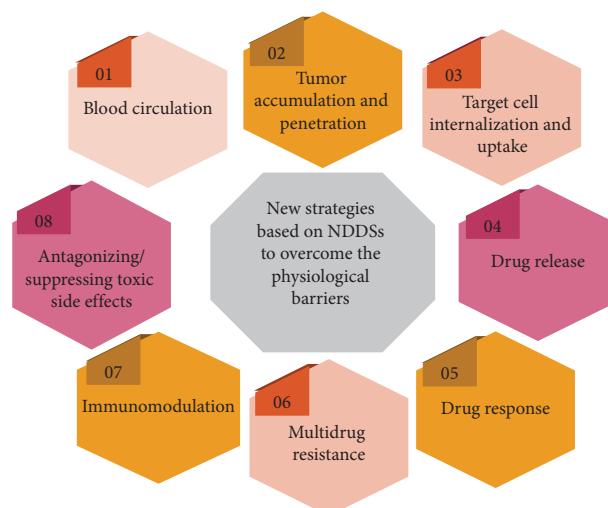 01
Blood circulation
02
Tumor
accumulation and
penetration
03
Target cell
internalization and
uptake
04
Drug release
05
Drug response
06
Multidrug
resistance
07
Immunomodulation
08
Antagonizing/
suppressing toxic
side effects
New strategies
based on NDDSs
to overcome the
physiological
barriers